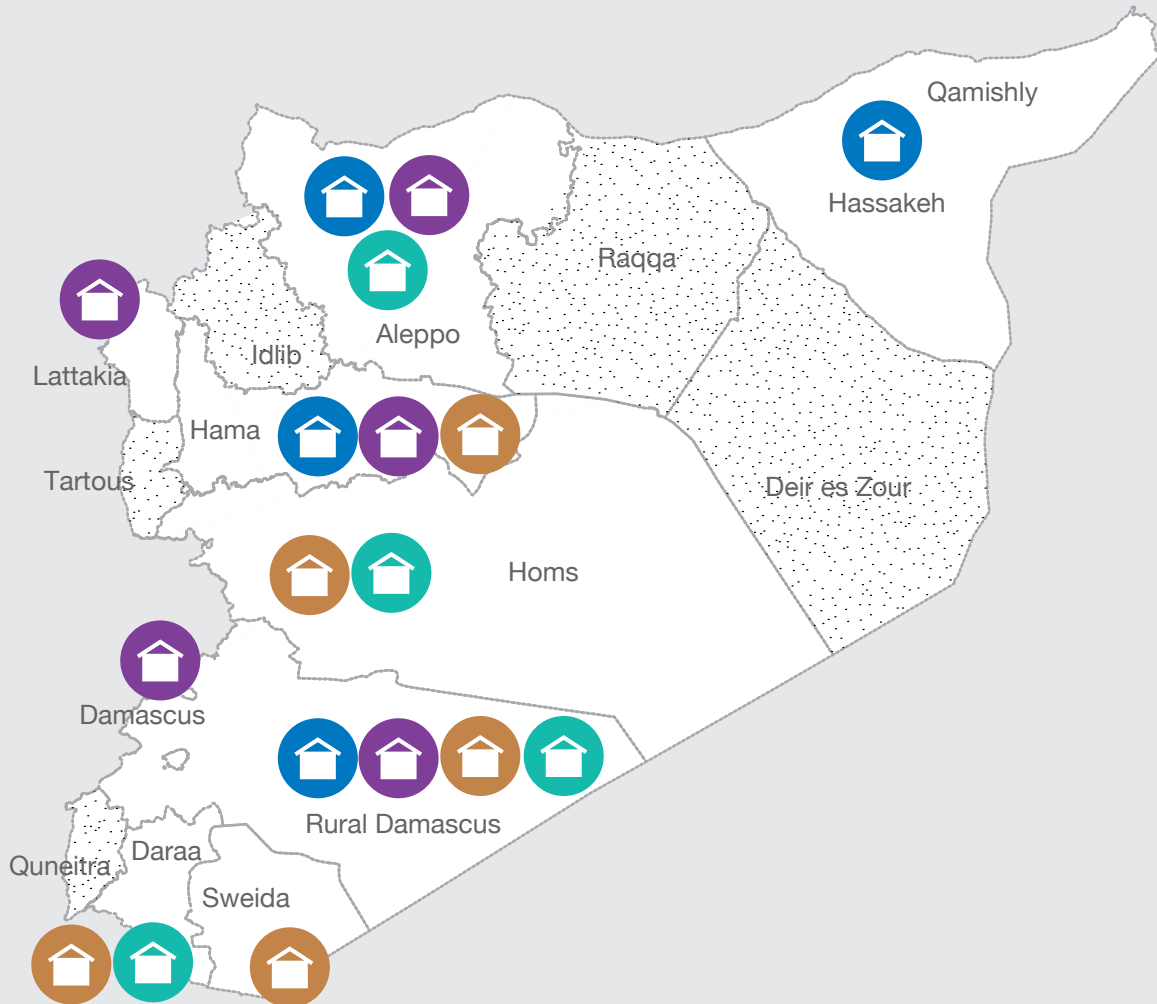 Qamishly
Hassakeh
Raqqa
Aleppo
Idlib
Lattakia
Hama
Tartous
Deir es Zour
Homs
Damascus
Rural Damascus
Daraa
Quneitra
Sweida